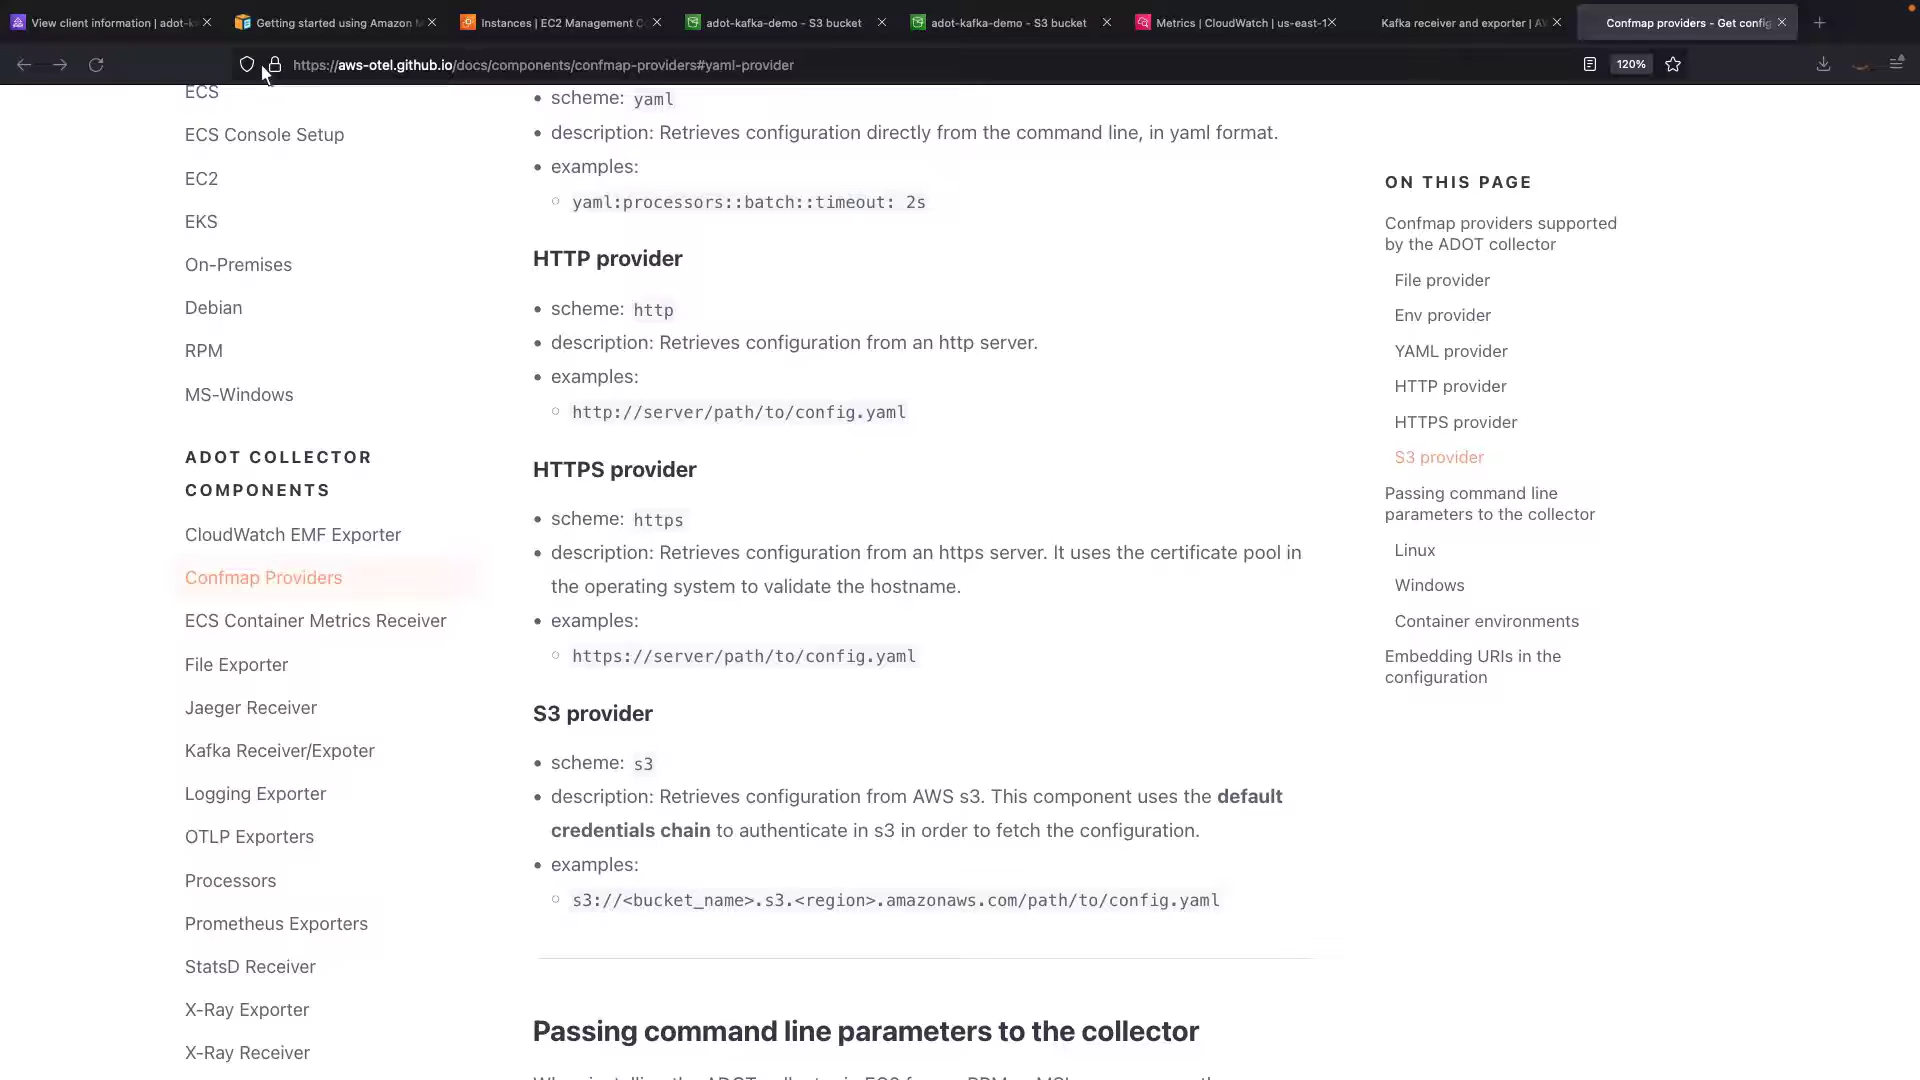 View client information | adot-k
Getting started using Amazon M
Instances | EC2 Management C
adot-kafka-demo - S3 bucket
adot-kafka-demo - S3 bucket
Metrics | CloudWatch | us-east-1
Kafka receiver and exporter | AW
Confmap providers - Get config
https://aws-otel.github.io/docs/components/confmap-providers#yaml-provider
120%
ECS
ECS Console Setup
EC2
EKS
On-Premises
Debian
RPM
MS-Windows
ADOT COLLECTOR
COMPONENTS
CloudWatch EMF Exporter
Confmap Providers
ECS Container Metrics Receiver
File Exporter
Jaeger Receiver
Kafka Receiver/Expoter
Logging Exporter
OTLP Exporters
Processors
Prometheus Exporters
StatsD Receiver
X-Ray Exporter
X-Ray Receiver
scheme: yaml
description: Retrieves configuration directly from the command line, in yaml format.
examples:
yaml:processors::batch::timeout: 2s
HTTP provider
scheme: http
description: Retrieves configuration from an http server.
examples:
http://server/path/to/config.yaml
HTTPS provider
scheme: https
description: Retrieves configuration from an https server. It uses the certificate pool in
the operating system to validate the hostname.
examples:
https://server/path/to/config.yaml
S3 provider
scheme: s3
description: Retrieves configuration from AWS s3. This component uses the default
credentials chain to authenticate in s3 in order to fetch the configuration.
examples:
s3://<bucket_name>.s3.<region>.amazonaws.com/path/to/config.yaml
Passing command line parameters to the collector
ON THIS PAGE
Confmap providers supported
by the ADOT collector
File provider
Env provider
YAML provider
HTTP provider
HTTPS provider
S3 provider
Passing command line
parameters to the collector
Linux
Windows
Container environments
Embedding URIs in the
configuration